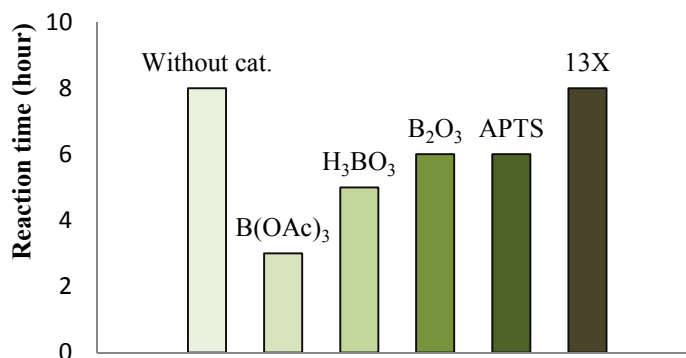 10
8
6
4
2
0
Reaction time (hour)
Without cat.
B(OAc)₃
H₃BO₃
B₂O₃
APTS
13X